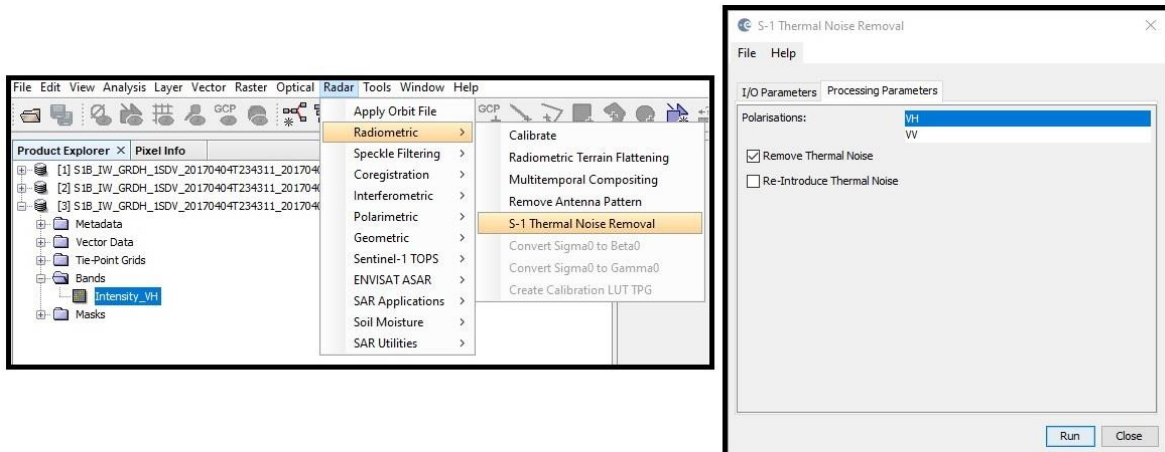 File Edit View Analysis Layer Vector Raster Optical Radar Tools Window Help
GCP
GCP
Product Explorer × Pixel Info
[1] S1B_IW_GRDH_1SDV_20170404T234311_201704
[2] S1B_IW_GRDH_1SDV_20170404T234311_201704
[3] S1B_IW_GRDH_1SDV_20170404T234311_201704
Metadata
Vector Data
Tie-Point Grids
Bands
Intensity_VH
Masks
Apply Orbit File
Radiometric >
Speckle Filtering >
Coregistration >
Interferometric >
Polarimetric >
Geometric >
Sentinel-1 TOPS >
ENVISAT ASAR >
SAR Applications >
Soil Moisture >
SAR Utilities >
Calibrate
Radiometric Terrain Flattening
Multitemporal Compositing
Remove Antenna Pattern
S-1 Thermal Noise Removal
Convert Sigma0 to Beta0
Convert Sigma0 to Gamma0
Create Calibration LUT TPG
S-1 Thermal Noise Removal
File Help
I/O Parameters Processing Parameters
Polarisations: VH
VV
Remove Thermal Noise
Re-Introduce Thermal Noise
Run Close